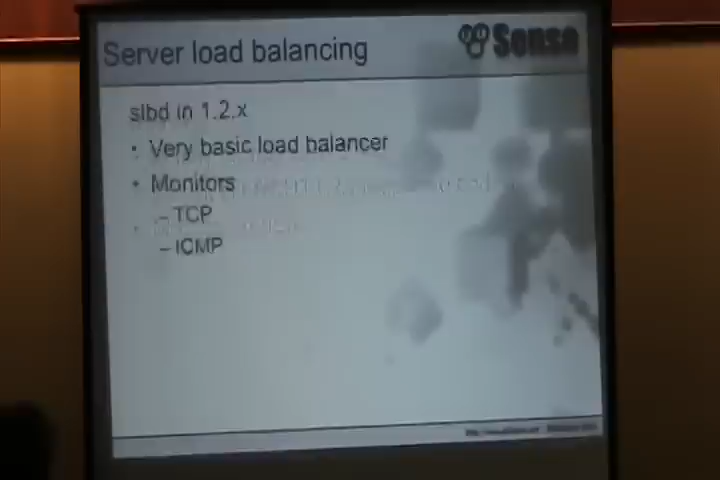 Server load balancing
Sense
slbd in 1.2.x
• Very basic load balancer
• Monitors
– TCP
– ICMP